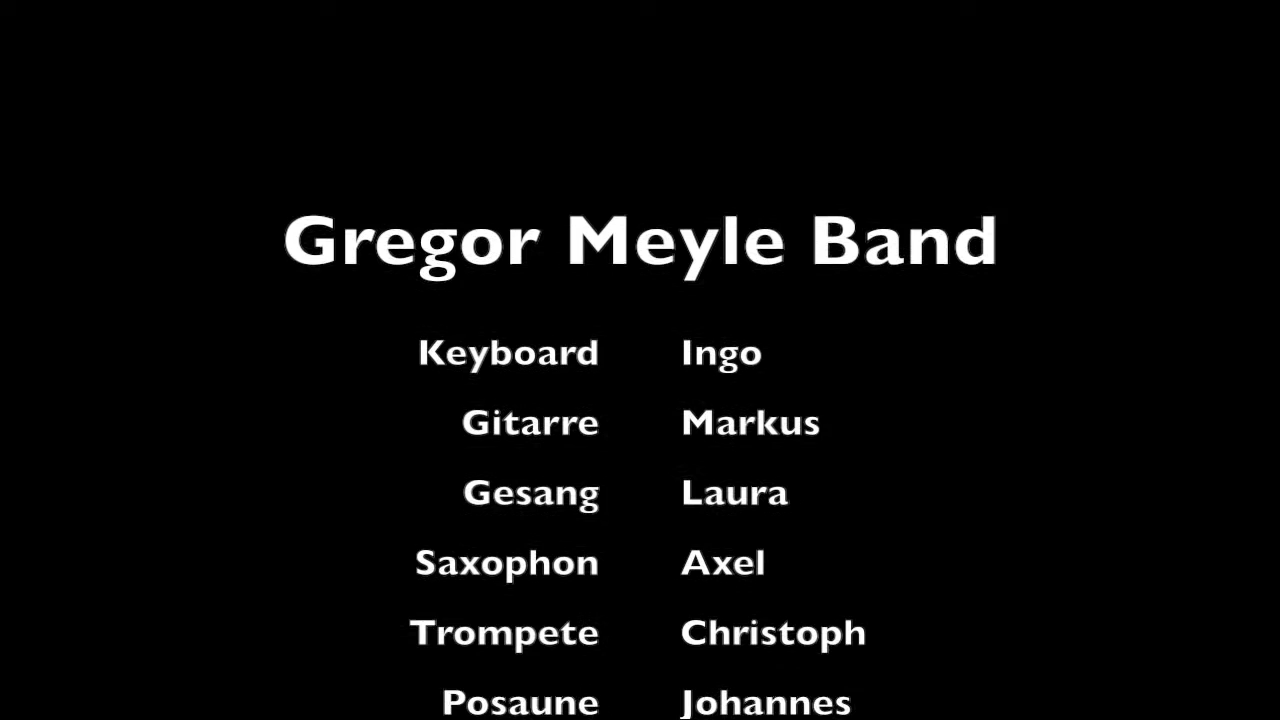 Gregor Meyle Band
Keyboard Ingo
Gitarre Markus
Gesang Laura
Saxophon Axel
Trompete Christoph
Posaune Johannes